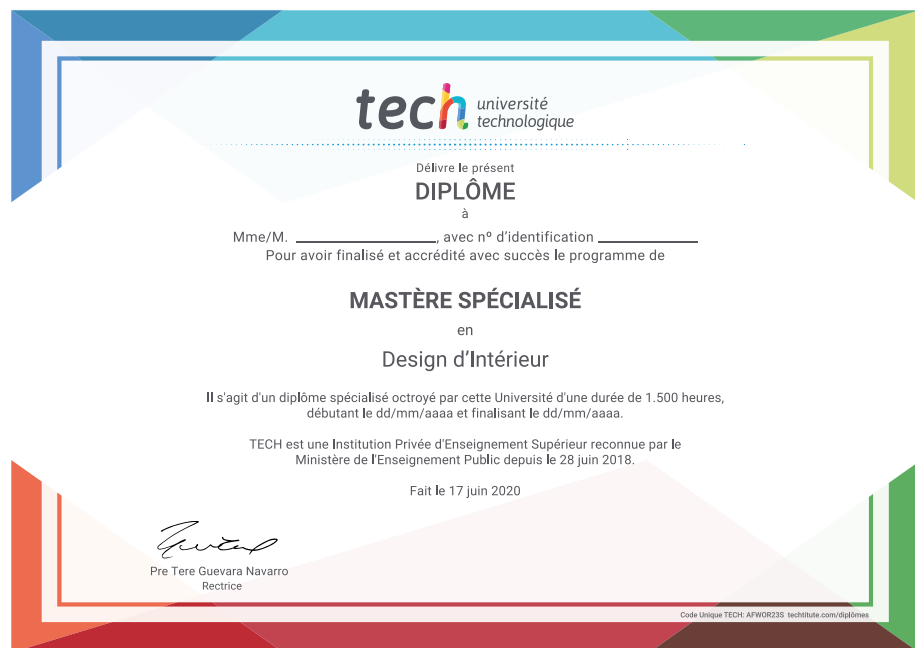 tech université
technologique
Délivre le présent
DIPLÔME
à
Mme/M. ____________________, avec nº d'identification ______________
Pour avoir finalisé et accrédité avec succès le programme de
MASTÈRE SPÉCIALISÉ
en
Design d'Intérieur
Il s'agit d'un diplôme spécialisé octroyé par cette Université d'une durée de 1.500 heures,
débutant le dd/mm/aaaa et finalisant le dd/mm/aaaa.
TECH est une Institution Privée d'Enseignement Supérieur reconnue par le
Ministère de l'Enseignement Public depuis le 28 juin 2018.
Fait le 17 juin 2020
Pre Tere Guevara Navarro
Rectrice
Code Unique TECH: AFWOR23S techtitute.com/diplômes